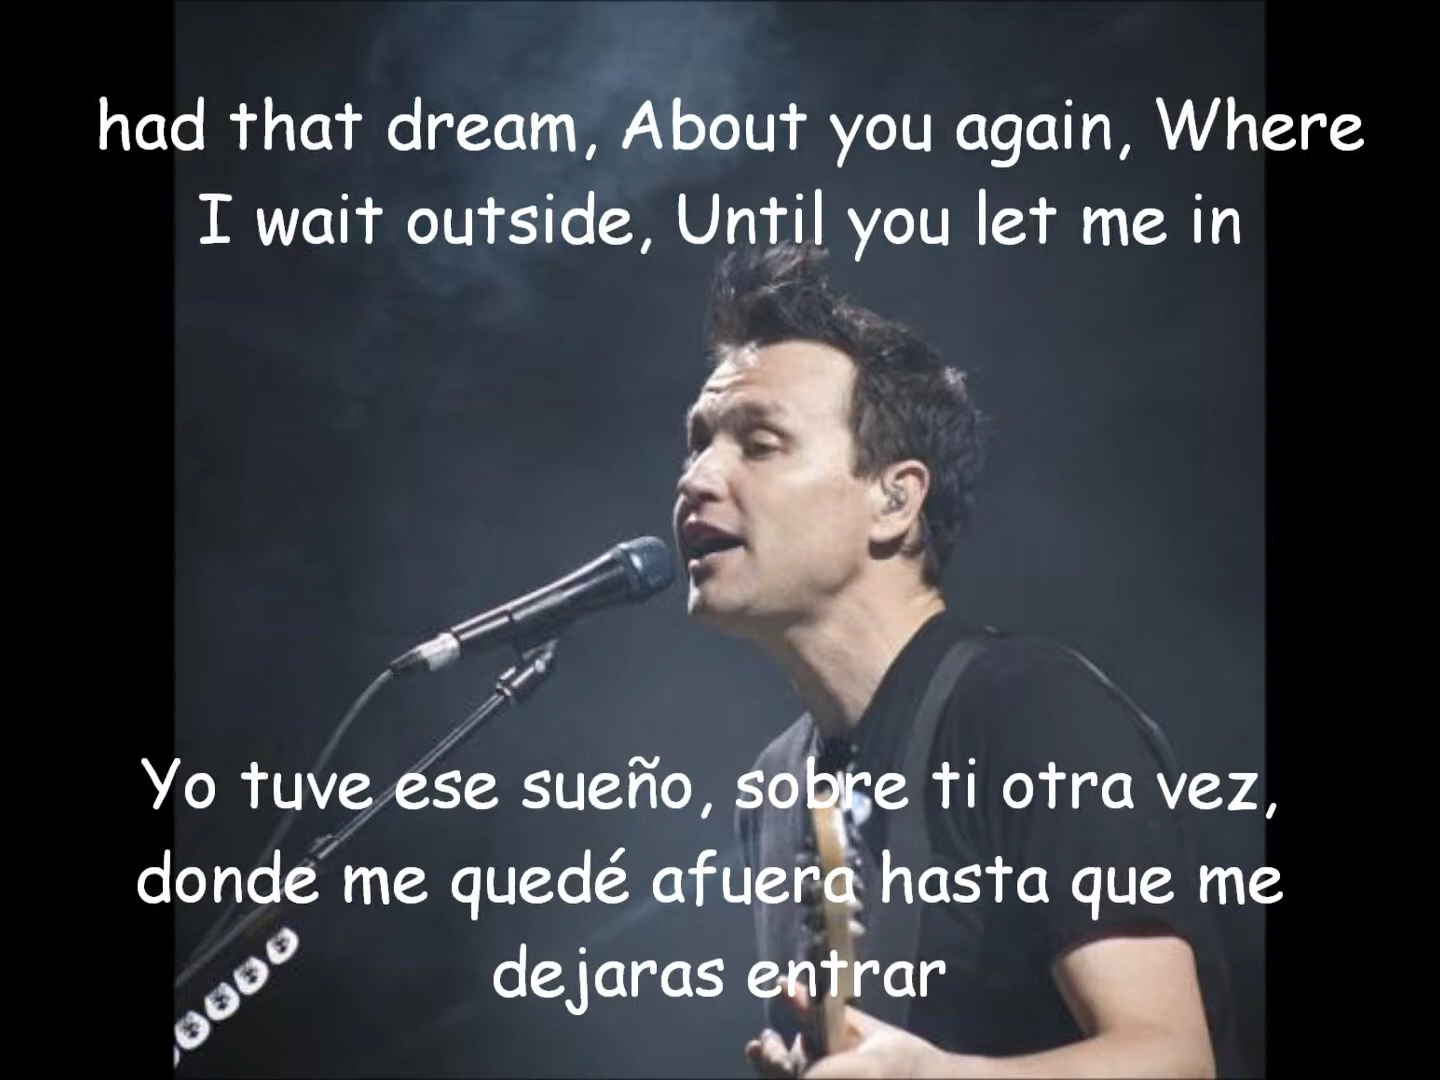 had that dream, About you again, Where
I wait outside, Until you let me in
Yo tuve ese sueño, sobre ti otra vez,
donde me quedé afuera hasta que me
dejaras entrar